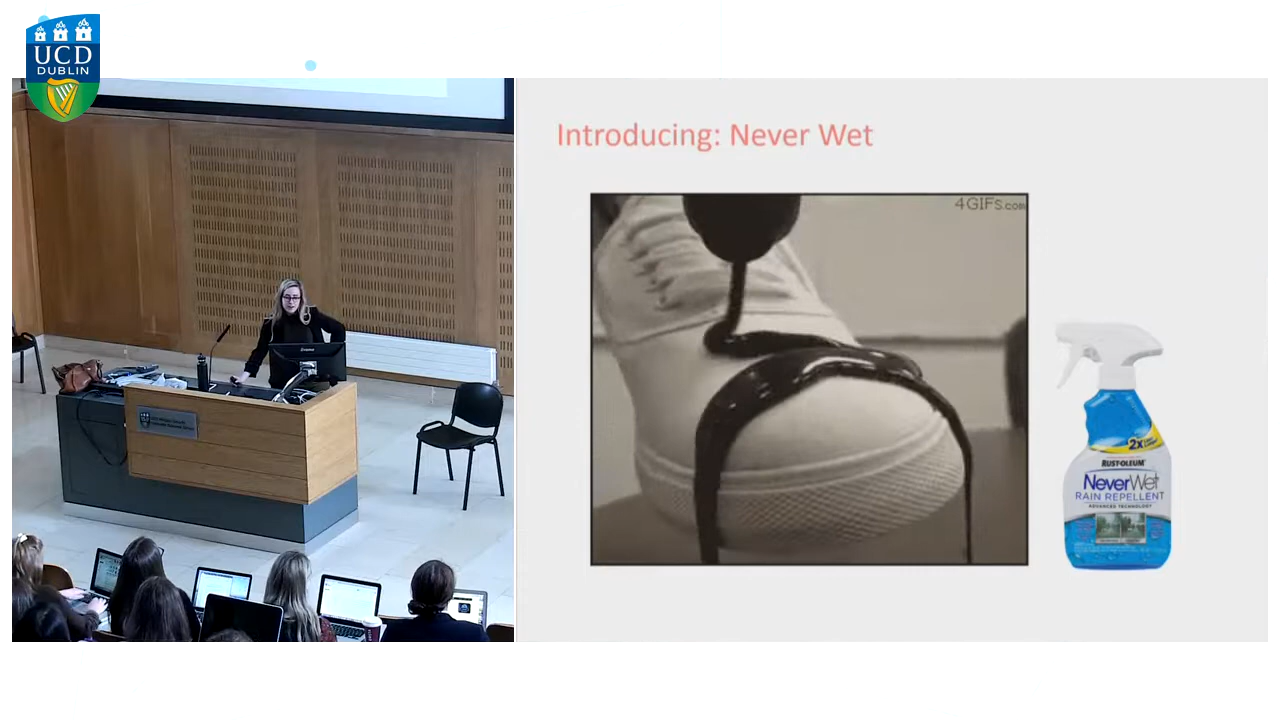 UCD
DUBLIN
Introducing: Never Wet
4GIFs.com
2X
RUST-OLEUM
NeverWet
RAIN REPELLENT
ADVANCED TECHNOLOGY